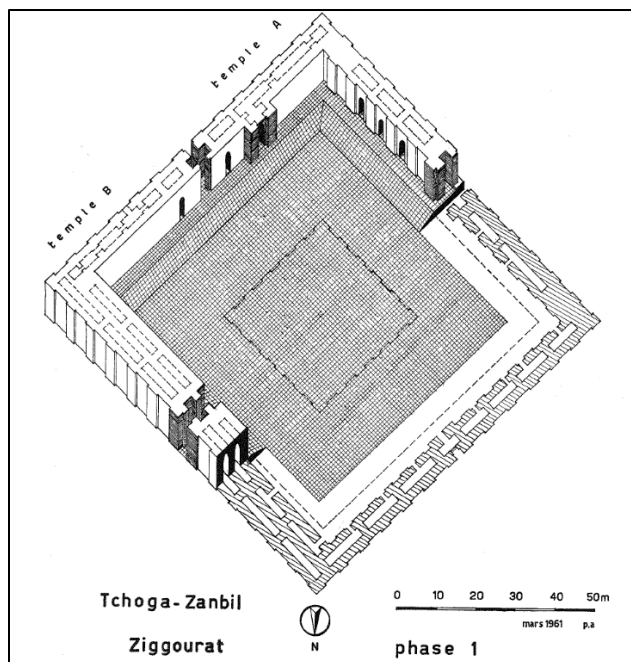 temple A
temple B
Tchoga-Zanbil
Ziggourat
N
0 10 20 30 40 50m
mars 1961 p.a
phase 1